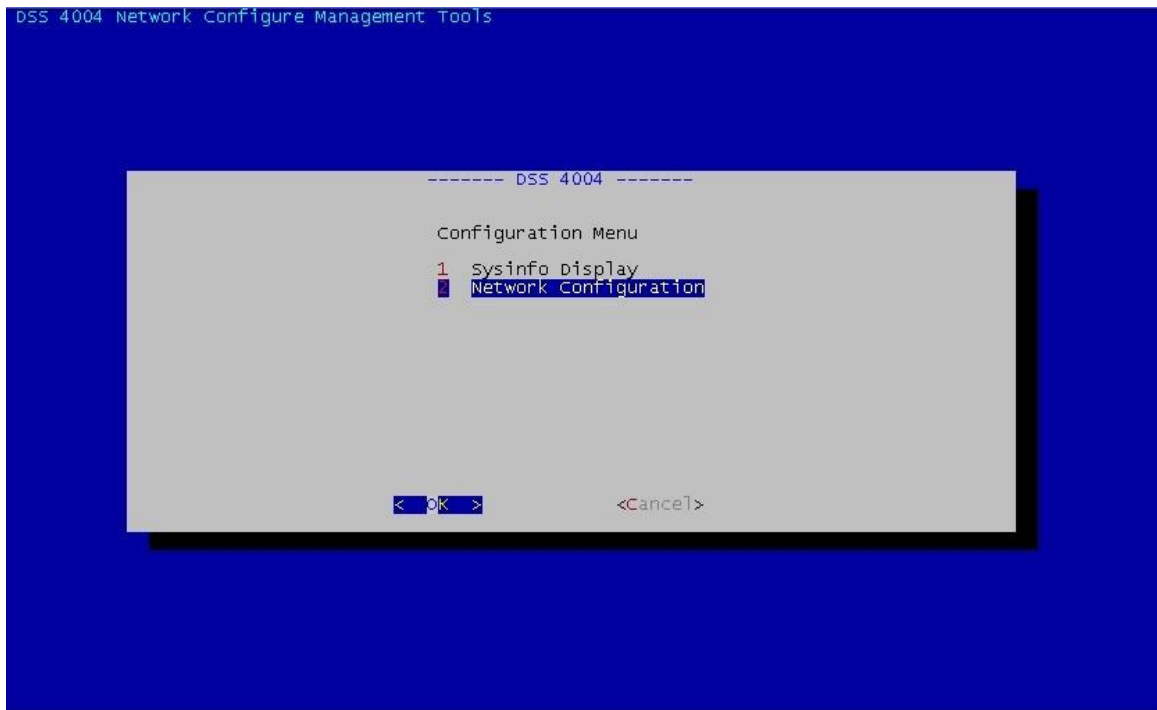 DSS 4004 Network Configure Management Tools
------- DSS 4004 -------
Configuration Menu
1 Sysinfo Display
2 Network Configuration
< OK > <Cancel>